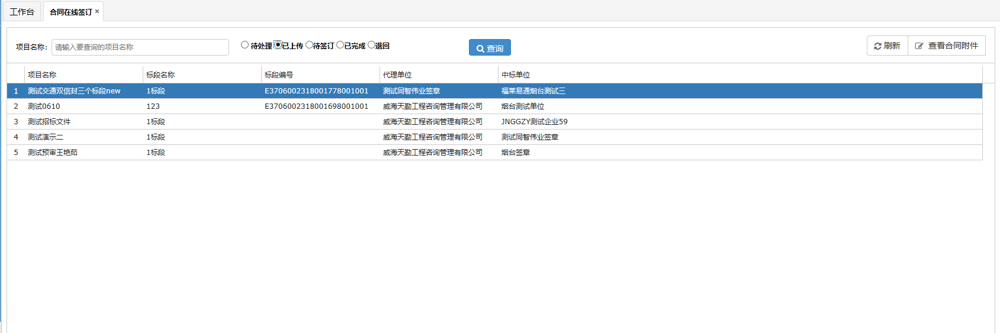 工作台 合同在线签订 ×
项目名称： 请输入要查询的项目名称 待处理 已上传 待签订 已完成 退回 查询 刷新 查看合同附件
项目名称 标段名称 标段编号 代理单位 中标单位
1 测试交通双信封三个标段new 1标段 E3706002318001778001001 测试同智伟业签章 福莱易通烟台测试三
2 测试0610 123 E3706002318001698001001 威海天勤工程咨询管理有限公司 烟台测试单位
3 测试招标文件 1标段 威海天勤工程咨询管理有限公司 JNGGZY测试企业59
4 测试演示二 1标段 威海天勤工程咨询管理有限公司 测试同智伟业签章
5 测试预审王艳茹 1标段 威海天勤工程咨询管理有限公司 烟台签章